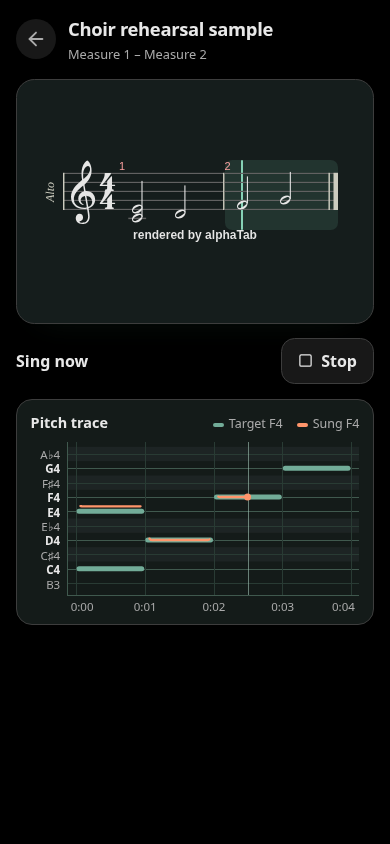 Choir rehearsal sample
Measure 1 – Measure 2
1
2
Alto
4
4
rendered by alphaTab
Sing now
Stop
Pitch trace
Target F4
Sung F4
A♭4
G4
F♯4
F4
E4
E♭4
D4
C♯4
C4
B3
0:00 0:01 0:02 0:03 0:04